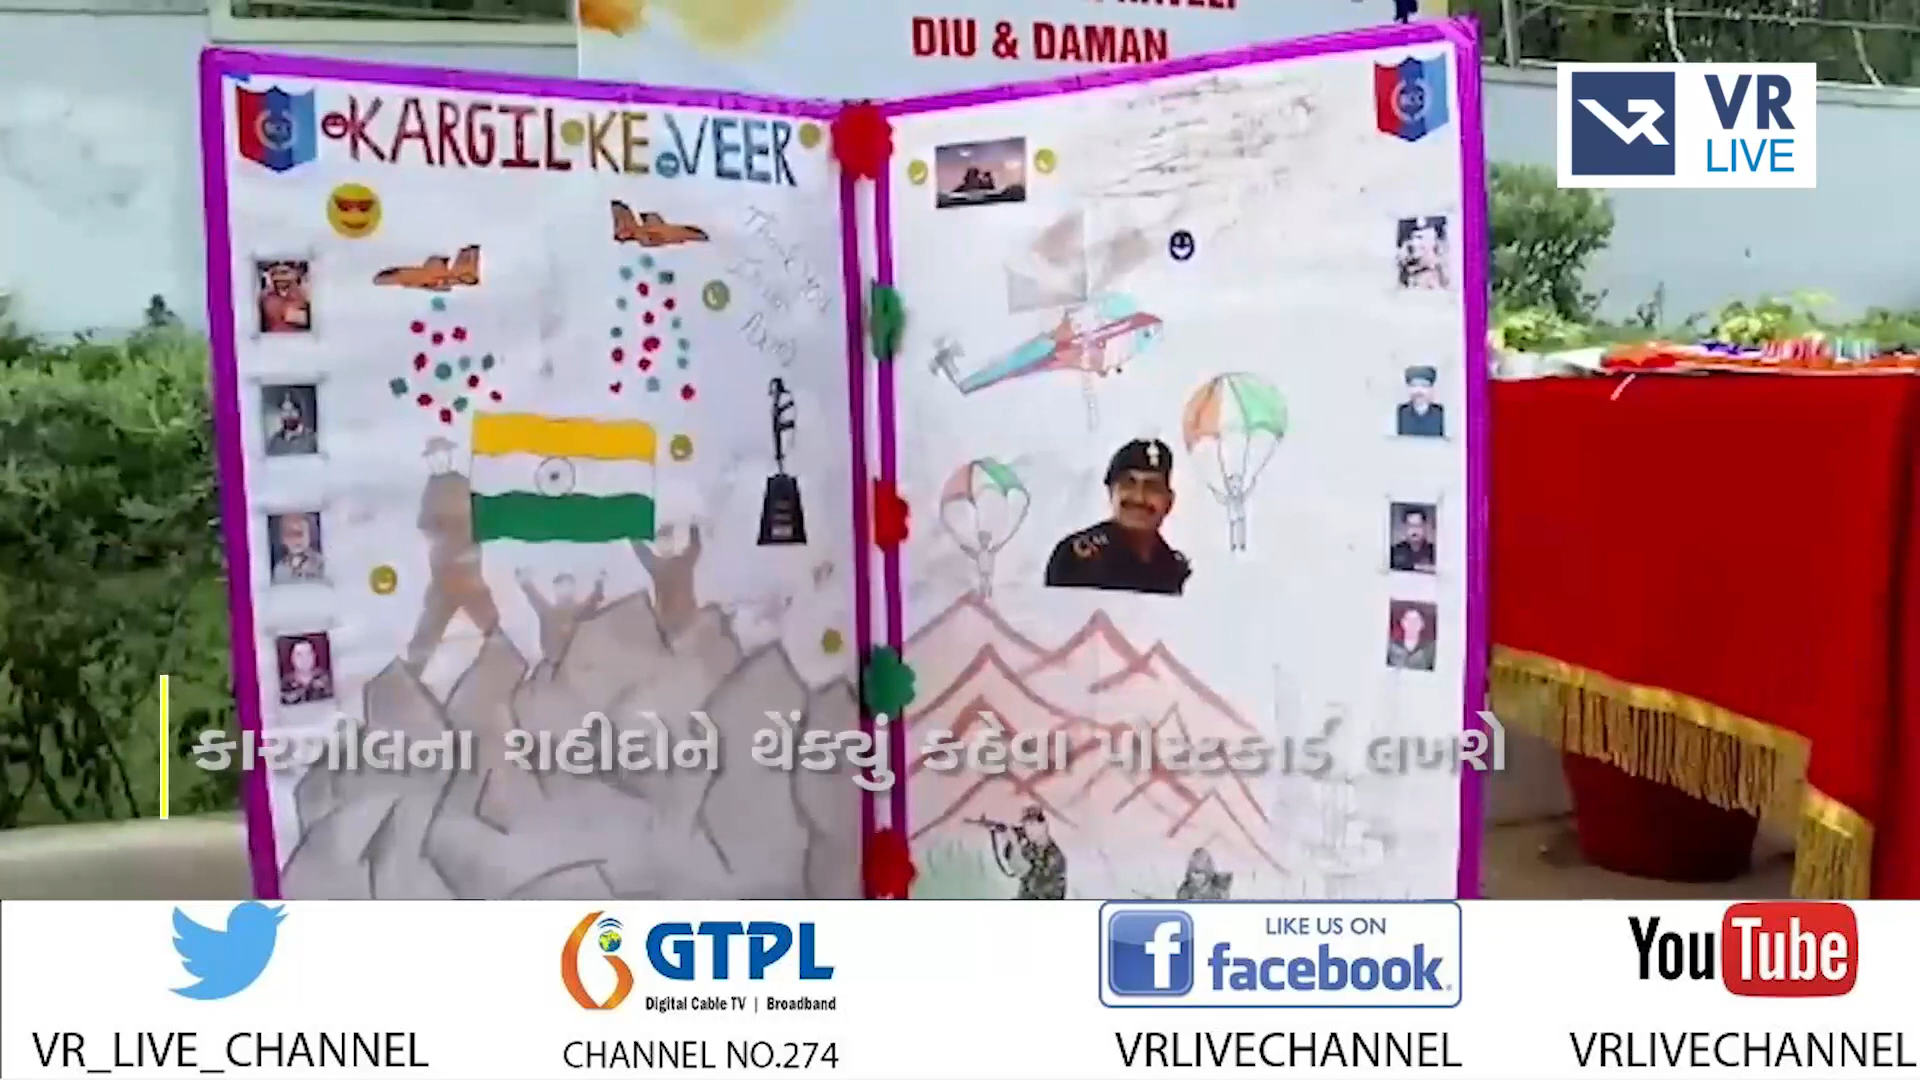 DIU & DAMAN
VR
LIVE
KARGIL KE VEER
કારગીલના શહીદોને થેંક્યું કહેવા પોસ્ટકાર્ડ લખશે
GTPL
Digital Cable TV | Broadband
LIKE US ON
facebook
YouTube
VR_LIVE_CHANNEL
CHANNEL NO.274
VRLIVECHANNEL
VRLIVECHANNEL